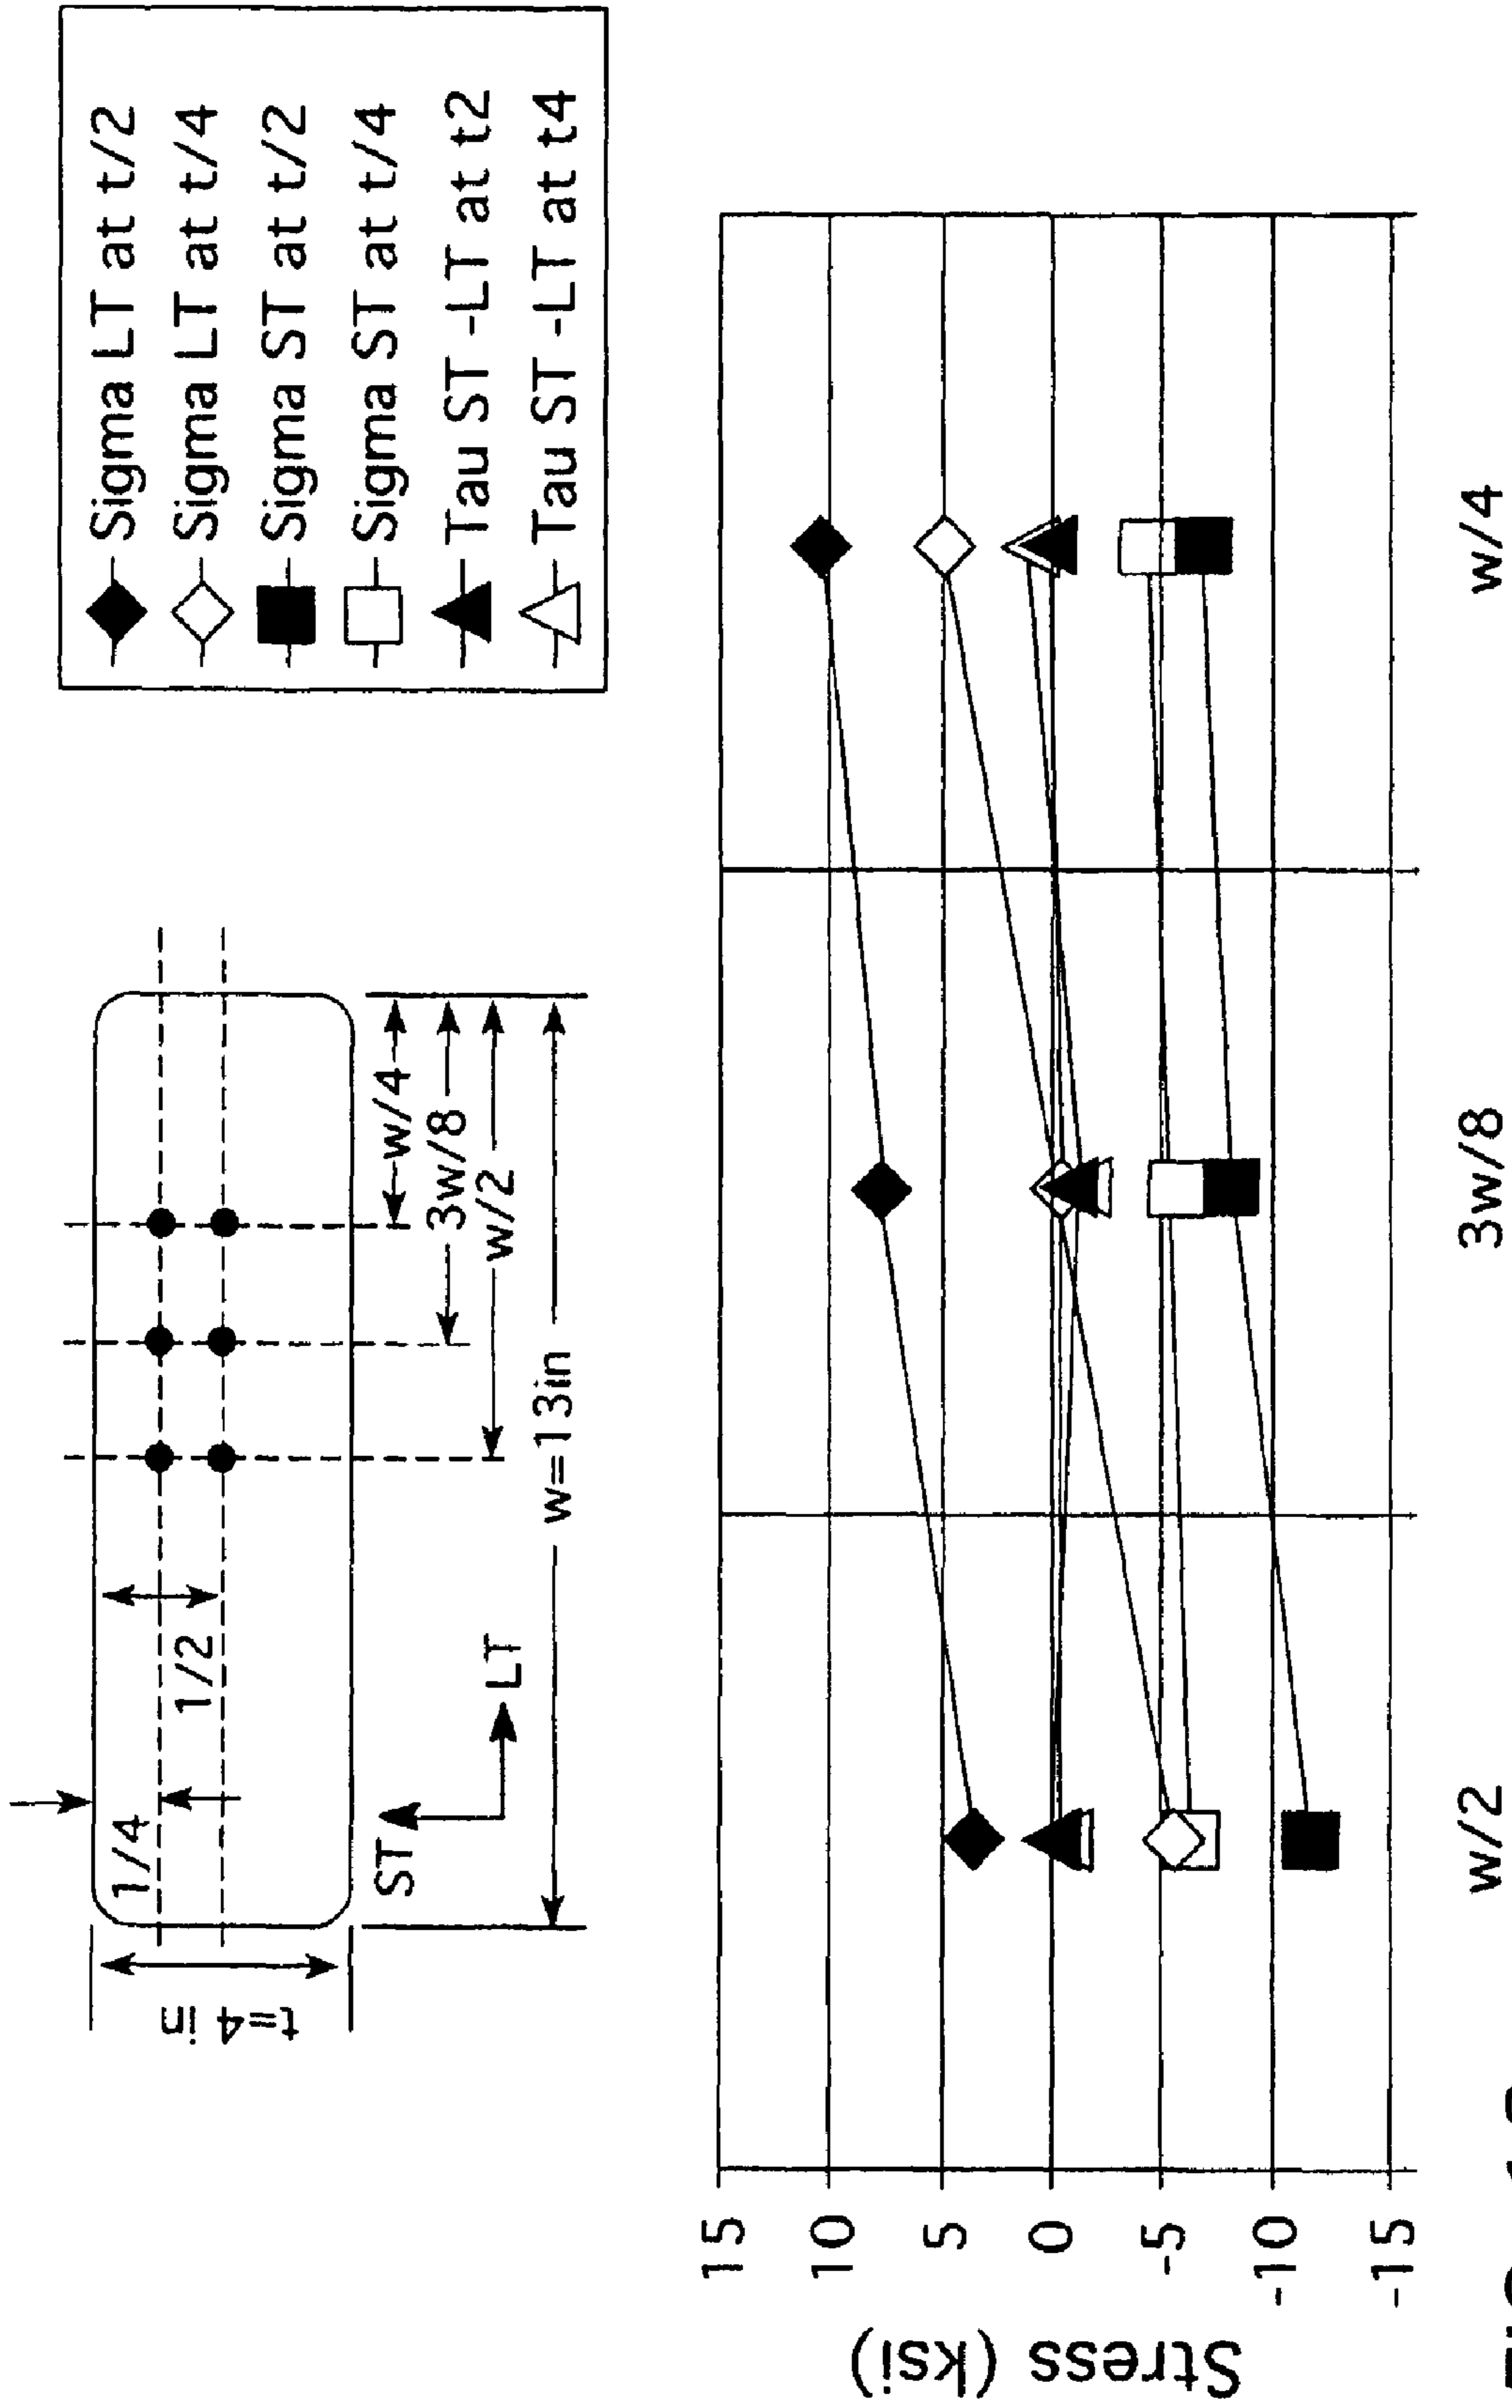 1/4
1/2
t=4 in
ST
LT
w/4
3w/8
w/2
w=13in
Sigma LT at t/2
Sigma LT at t/4
Sigma ST at t/2
Sigma ST at t/4
Tau ST -LT at t2
Tau ST -LT at t4
Stress (ksi)
15
10
5
0
-5
-10
-15
w/2
3w/8
w/4